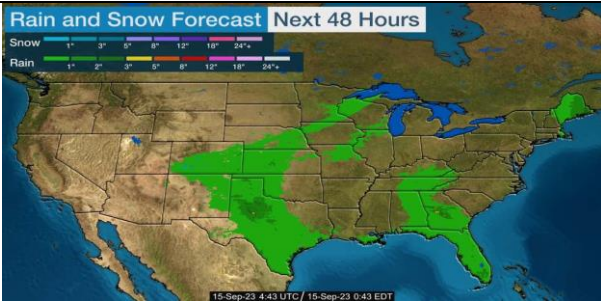 Rain and Snow Forecast Next 48 Hours
Snow 1" 3" 5" 8" 12" 18" 24"+
Rain 1" 2" 3" 5" 8" 12" 18" 24"+
15-Sep-23 4:43 UTC / 15-Sep-23 0:43 EDT